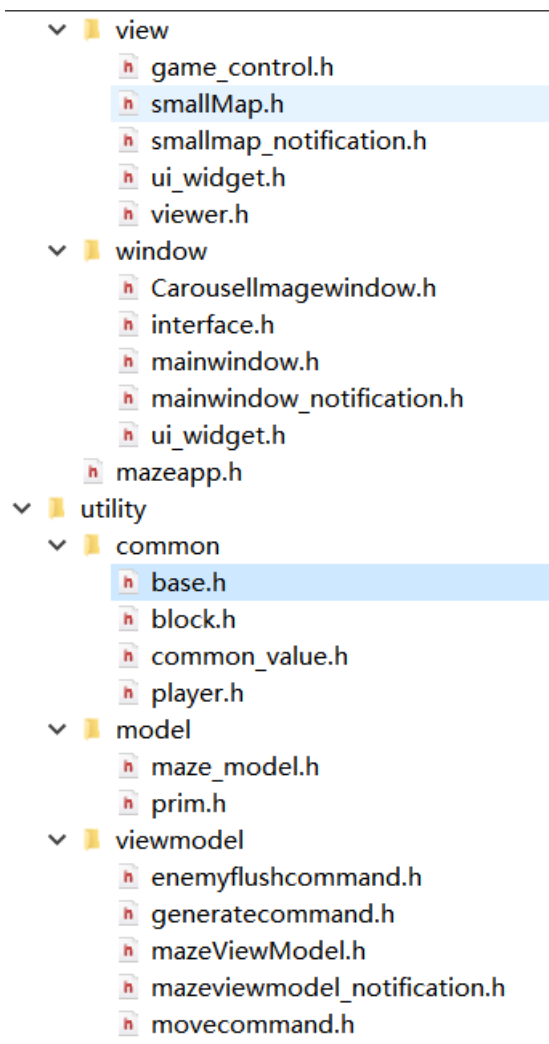 view
game_control.h
smallMap.h
smallmap_notification.h
ui_widget.h
viewer.h
window
CarouselImagewindow.h
interface.h
mainwindow.h
mainwindow_notification.h
ui_widget.h
mazeapp.h
utility
common
base.h
block.h
common_value.h
player.h
model
maze_model.h
prim.h
viewmodel
enemyflushcommand.h
generatecommand.h
mazeViewModel.h
mazeviewmodel_notification.h
movecommand.h